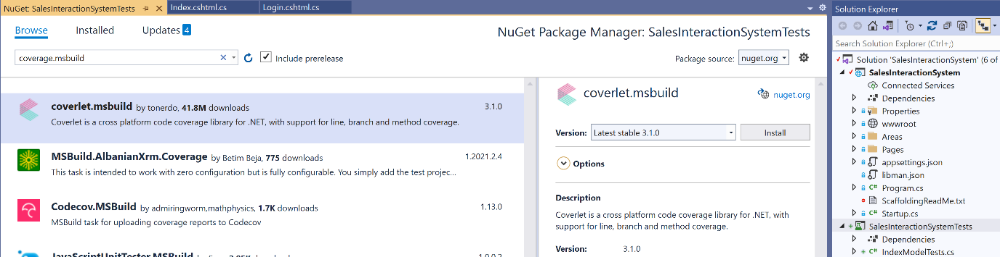 NuGet: SalesInteractionSystemTests Index.cshtml.cs Login.cshtml.cs
Browse Installed Updates 4
NuGet Package Manager: SalesInteractionSystemTests
coverage.msbuild
Include prerelease
Package source: nuget.org
coverlet.msbuild by tonerdo, 41.8M downloads 3.1.0
Coverlet is a cross platform code coverage library for .NET, with support for line, branch and method coverage.
MSBuild.AlbanianXrm.Coverage by Betim Beja, 775 downloads 1.2021.2.4
This task is intended to work with zero configuration but is fully configurable. You simply add the test projec...
Codecov.MSBuild by admiringworm,mathphysics, 1.7K downloads 1.13.0
MSBuild task for uploading coverage reports to Codecov
JavaScriptUnitTester.MSBuild
coverlet.msbuild nuget.org
Version: Latest stable 3.1.0 Install
Options
Description
Coverlet is a cross platform code coverage library for .NET, with
support for line, branch and method coverage.
Version: 3.1.0
Solution Explorer
Search Solution Explorer (Ctrl+;)
Solution 'SalesInteractionSystem' (6 of
SalesInteractionSystem
Connected Services
Dependencies
Properties
wwwroot
Areas
Pages
appsettings.json
libman.json
C# Program.cs
ScaffoldingReadMe.txt
C# Startup.cs
SalesInteractionSystemTests
Dependencies
C# IndexModelTests.cs